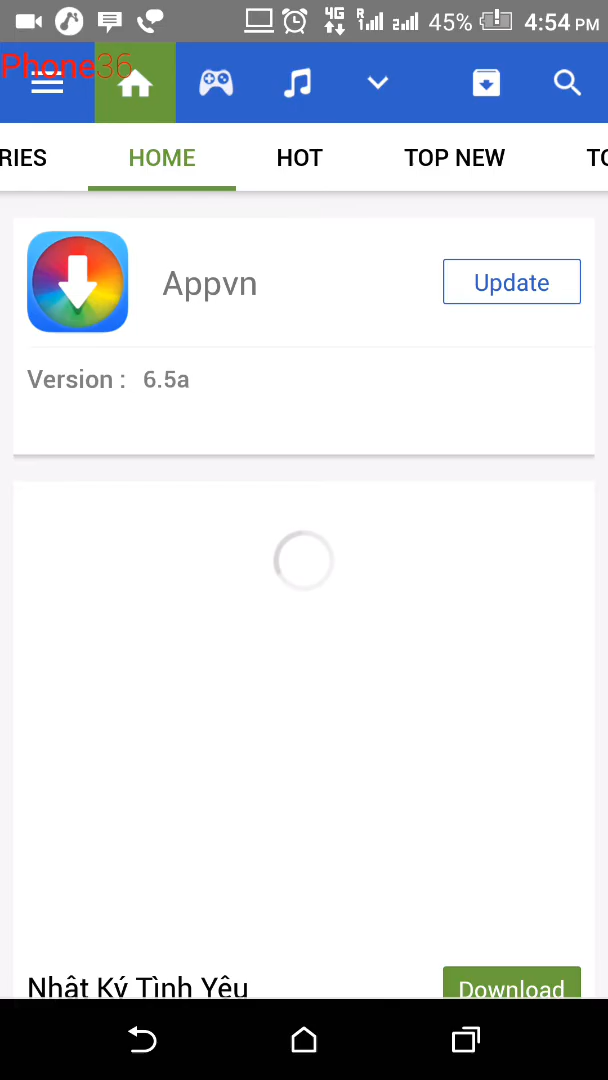 4G R 45% 4:54 PM
Phone36
RIES HOME HOT TOP NEW TO
Appvn Update
Version : 6.5a
Nhật Ký Tình Yêu Download